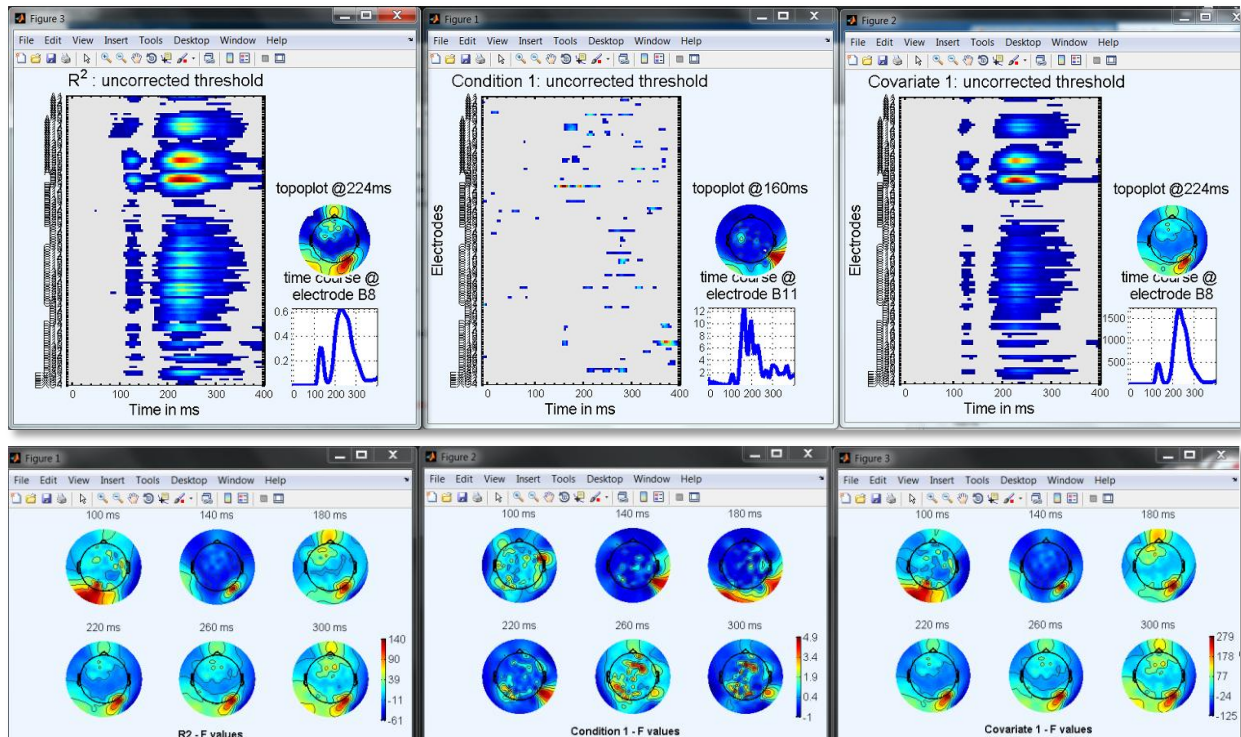 Figure 3
File Edit View Insert Tools Desktop Window Help
R² : uncorrected threshold
topoplot @224ms
time course @
electrode B8
0.6
0.4
0.2
0 100 200 300
0 100 200 300 400
Time in ms
Figure 1
File Edit View Insert Tools Desktop Window Help
Condition 1: uncorrected threshold
Electrodes
topoplot @160ms
time course @
electrode B11
12
10
8
6
4
2
0 100 200 300
0 100 200 300 400
Time in ms
Figure 2
File Edit View Insert Tools Desktop Window Help
Covariate 1: uncorrected threshold
topoplot @224ms
time course @
electrode B8
1500
1000
500
0 100 200 300
0 100 200 300 400
Time in ms
Figure 1
File Edit View Insert Tools Desktop Window Help
100 ms 140 ms 180 ms
220 ms 260 ms 300 ms
140
90
39
-11
-61
R2 - F values
Figure 2
File Edit View Insert Tools Desktop Window Help
100 ms 140 ms 180 ms
220 ms 260 ms 300 ms
4.9
3.4
1.9
0.4
-1
Condition 1 - F values
Figure 3
File Edit View Insert Tools Desktop Window Help
100 ms 140 ms 180 ms
220 ms 260 ms 300 ms
279
178
77
-24
-125
Covariate 1 - F values